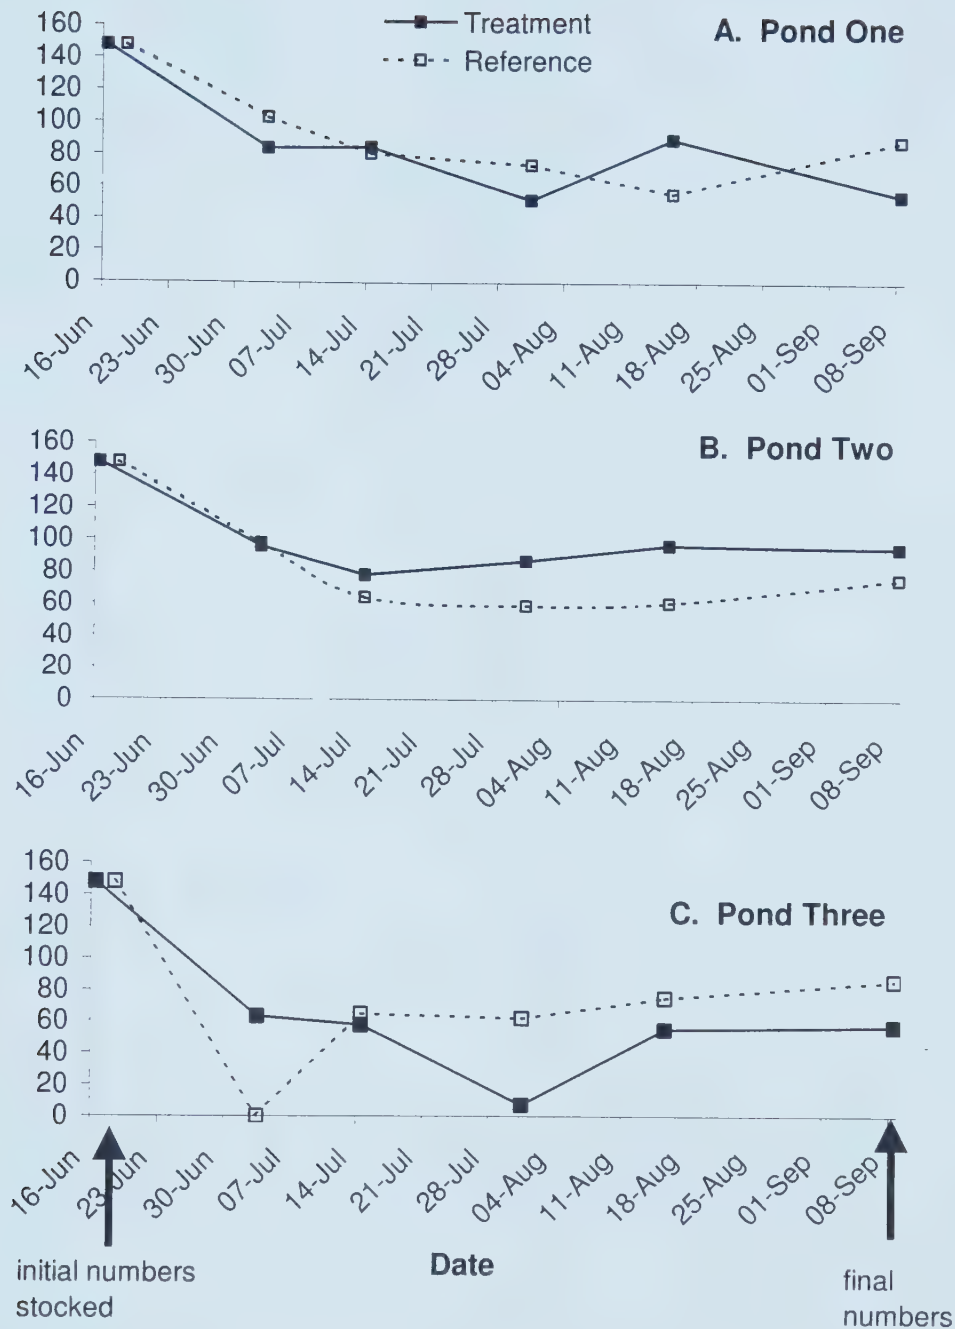 Treatment
Reference
A. Pond One
160
140
120
100
80
60
40
20
0
16-Jun
23-Jun
30-Jun
07-Jul
14-Jul
21-Jul
28-Jul
04-Aug
11-Aug
18-Aug
25-Aug
01-Sep
08-Sep
B. Pond Two
160
140
120
100
80
60
40
20
0
16-Jun
23-Jun
30-Jun
07-Jul
14-Jul
21-Jul
28-Jul
04-Aug
11-Aug
18-Aug
25-Aug
01-Sep
08-Sep
C. Pond Three
160
140
120
100
80
60
40
20
0
16-Jun
23-Jun
30-Jun
07-Jul
14-Jul
21-Jul
28-Jul
04-Aug
11-Aug
18-Aug
25-Aug
01-Sep
08-Sep
Date
initial numbers
stocked
final
numbers